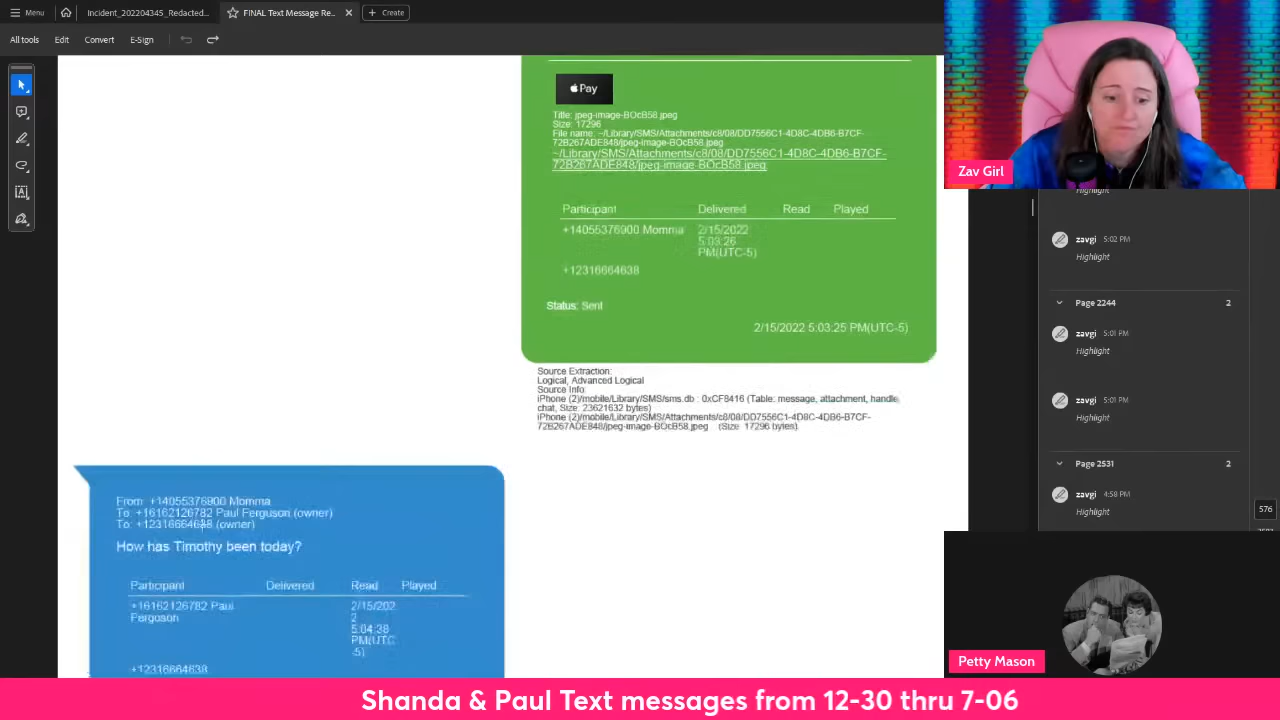 Menu
Incident_202204345_Redacted...
FINAL Text Message Re...
Create
All tools
Edit
Convert
E-Sign
Pay
Title: jpeg-image-BOcB58.jpeg
Size: 17296
File name: ~/Library/SMS/Attachments/c8/08/DD7556C1-4D8C-4DB6-B7CF-
72B267ADE848/jpeg-image-BOcB58.jpeg
~/Library/SMS/Attachments/c8/08/DD7556C1-4D8C-4DB6-B7CF-
72B267ADE848/jpeg-image-BOcB58.jpeg
Participant Delivered Read Played
+14055376900 Momma 2/15/2022
5:03:26
PM(UTC-5)
+12316664638
Status: Sent
2/15/2022 5:03:25 PM(UTC-5)
Source Extraction:
Logical, Advanced Logical
Source Info:
iPhone (2)/mobile/Library/SMS/sms.db : 0xCF8416 (Table: message, attachment, handle,
chat, Size: 23621632 bytes)
iPhone (2)/mobile/Library/SMS/Attachments/c8/08/DD7556C1-4D8C-4DB6-B7CF-
72B267ADE848/jpeg-image-BOcB58.jpeg (Size: 17296 bytes)
From: +14055376900 Momma
To: +16162126782 Paul Ferguson (owner)
To: +12316664638 (owner)
How has Timothy been today?
Participant Delivered Read Played
+16162126782 Paul
Ferguson
2/15/202
2
5:04:38
PM(UTC
-5)
+12316664638
Zav Girl
Highlight
zavgi 5:02 PM
Highlight
Page 2244 2
zavgi 5:01 PM
Highlight
zavgi 5:01 PM
Highlight
Page 2531 2
zavgi 4:58 PM
Highlight
576
Petty Mason
Shanda & Paul Text messages from 12-30 thru 7-06